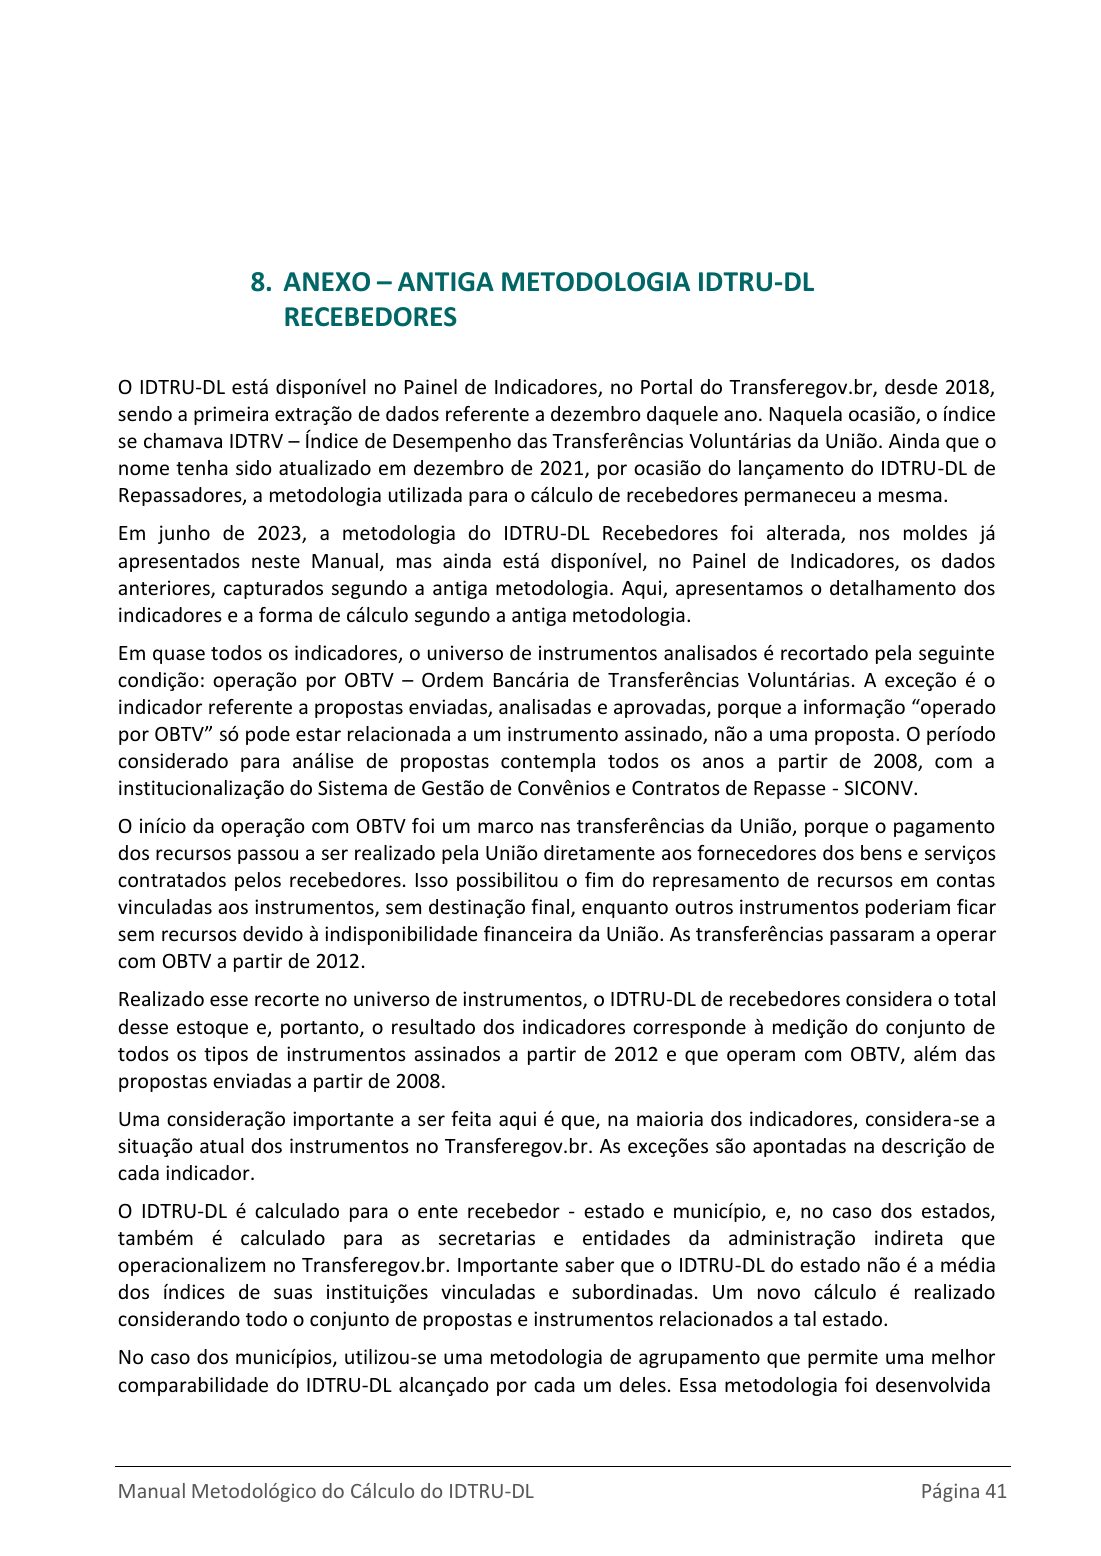 8. ANEXO – ANTIGA METODOLOGIA IDTRU-DL
RECEBEDORES
O IDTRU-DL está disponível no Painel de Indicadores, no Portal do Transferegov.br, desde 2018,
sendo a primeira extração de dados referente a dezembro daquele ano. Naquela ocasião, o índice
se chamava IDTRV – Índice de Desempenho das Transferências Voluntárias da União. Ainda que o
nome tenha sido atualizado em dezembro de 2021, por ocasião do lançamento do IDTRU-DL de
Repassadores, a metodologia utilizada para o cálculo de recebedores permaneceu a mesma.
Em junho de 2023, a metodologia do IDTRU-DL Recebedores foi alterada, nos moldes já
apresentados neste Manual, mas ainda está disponível, no Painel de Indicadores, os dados
anteriores, capturados segundo a antiga metodologia. Aqui, apresentamos o detalhamento dos
indicadores e a forma de cálculo segundo a antiga metodologia.
Em quase todos os indicadores, o universo de instrumentos analisados é recortado pela seguinte
condição: operação por OBTV – Ordem Bancária de Transferências Voluntárias. A exceção é o
indicador referente a propostas enviadas, analisadas e aprovadas, porque a informação “operado
por OBTV” só pode estar relacionada a um instrumento assinado, não a uma proposta. O período
considerado para análise de propostas contempla todos os anos a partir de 2008, com a
institucionalização do Sistema de Gestão de Convênios e Contratos de Repasse - SICONV.
O início da operação com OBTV foi um marco nas transferências da União, porque o pagamento
dos recursos passou a ser realizado pela União diretamente aos fornecedores dos bens e serviços
contratados pelos recebedores. Isso possibilitou o fim do represamento de recursos em contas
vinculadas aos instrumentos, sem destinação final, enquanto outros instrumentos poderiam ficar
sem recursos devido à indisponibilidade financeira da União. As transferências passaram a operar
com OBTV a partir de 2012.
Realizado esse recorte no universo de instrumentos, o IDTRU-DL de recebedores considera o total
desse estoque e, portanto, o resultado dos indicadores corresponde à medição do conjunto de
todos os tipos de instrumentos assinados a partir de 2012 e que operam com OBTV, além das
propostas enviadas a partir de 2008.
Uma consideração importante a ser feita aqui é que, na maioria dos indicadores, considera-se a
situação atual dos instrumentos no Transferegov.br. As exceções são apontadas na descrição de
cada indicador.
O IDTRU-DL é calculado para o ente recebedor - estado e município, e, no caso dos estados,
também é calculado para as secretarias e entidades da administração indireta que
operacionalizem no Transferegov.br. Importante saber que o IDTRU-DL do estado não é a média
dos índices de suas instituições vinculadas e subordinadas. Um novo cálculo é realizado
considerando todo o conjunto de propostas e instrumentos relacionados a tal estado.
No caso dos municípios, utilizou-se uma metodologia de agrupamento que permite uma melhor
comparabilidade do IDTRU-DL alcançado por cada um deles. Essa metodologia foi desenvolvida
Manual Metodológico do Cálculo do IDTRU-DL Página 41